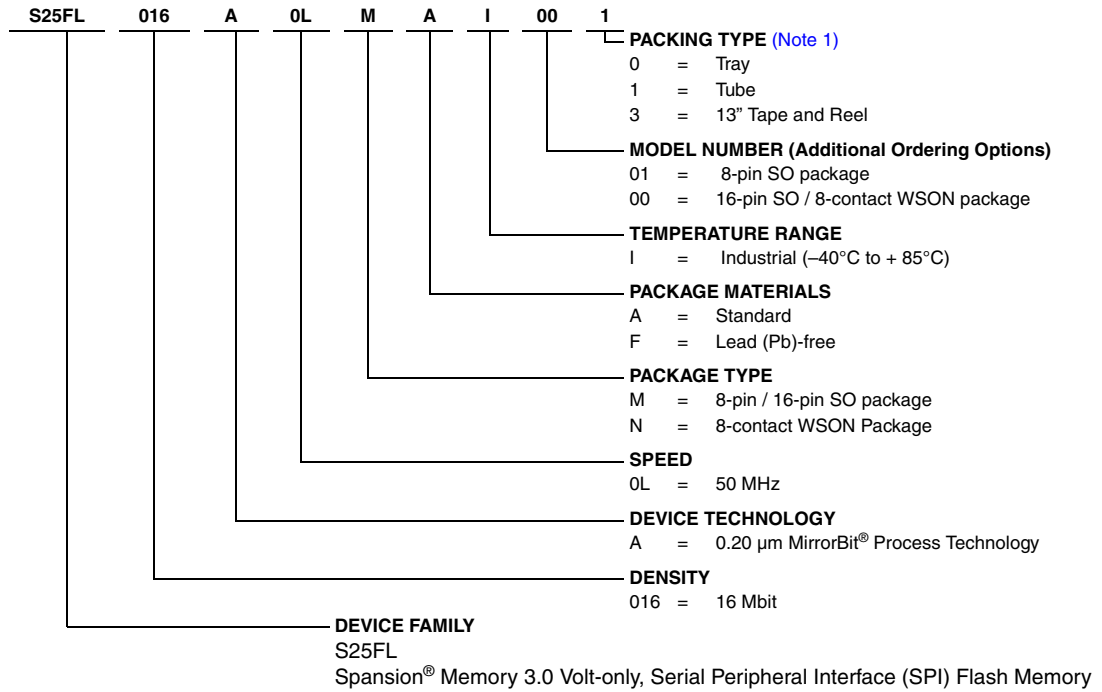 S25FL 016 A 0L M A I 00 1
PACKING TYPE (Note 1)
0 = Tray
1 = Tube
3 = 13” Tape and Reel
MODEL NUMBER (Additional Ordering Options)
01 = 8-pin SO package
00 = 16-pin SO / 8-contact WSON package
TEMPERATURE RANGE
I = Industrial (–40°C to + 85°C)
PACKAGE MATERIALS
A = Standard
F = Lead (Pb)-free
PACKAGE TYPE
M = 8-pin / 16-pin SO package
N = 8-contact WSON Package
SPEED
0L = 50 MHz
DEVICE TECHNOLOGY
A = 0.20 µm MirrorBit® Process Technology
DENSITY
016 = 16 Mbit
DEVICE FAMILY
S25FL
Spansion® Memory 3.0 Volt-only, Serial Peripheral Interface (SPI) Flash Memory